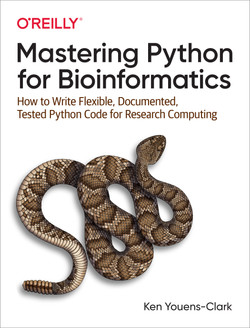 O'REILLY®
Mastering Python
for Bioinformatics
How to Write Flexible, Documented,
Tested Python Code for Research Computing
Ken Youens-Clark